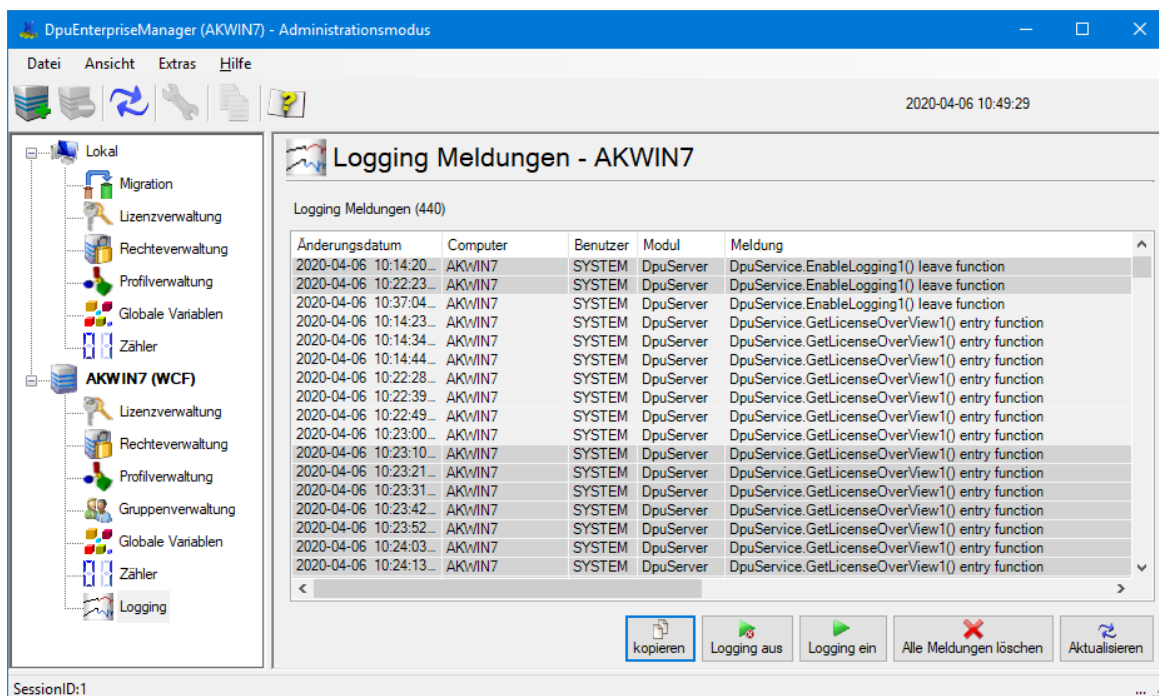 DpuEnterpriseManager (AKWIN7) - Administrationsmodus
Datei Ansicht Extras Hilfe
2020-04-06 10:49:29
Lokal
Migration
Lizenzverwaltung
Rechteverwaltung
Profilverwaltung
Globale Variablen
Zähler
AKWIN7 (WCF)
Lizenzverwaltung
Rechteverwaltung
Profilverwaltung
Gruppenverwaltung
Globale Variablen
Zähler
Logging
Logging Meldungen - AKWIN7
Logging Meldungen (440)
Änderungsdatum Computer Benutzer Modul Meldung
2020-04-06 10:14:20... AKWIN7 SYSTEM DpuServer DpuService.EnableLogging1() leave function
2020-04-06 10:22:23... AKWIN7 SYSTEM DpuServer DpuService.EnableLogging1() leave function
2020-04-06 10:37:04... AKWIN7 SYSTEM DpuServer DpuService.EnableLogging1() leave function
2020-04-06 10:14:23... AKWIN7 SYSTEM DpuServer DpuService.GetLicenseOverView1() entry function
2020-04-06 10:14:34... AKWIN7 SYSTEM DpuServer DpuService.GetLicenseOverView1() entry function
2020-04-06 10:14:44... AKWIN7 SYSTEM DpuServer DpuService.GetLicenseOverView1() entry function
2020-04-06 10:22:28... AKWIN7 SYSTEM DpuServer DpuService.GetLicenseOverView1() entry function
2020-04-06 10:22:39... AKWIN7 SYSTEM DpuServer DpuService.GetLicenseOverView1() entry function
2020-04-06 10:22:49... AKWIN7 SYSTEM DpuServer DpuService.GetLicenseOverView1() entry function
2020-04-06 10:23:00... AKWIN7 SYSTEM DpuServer DpuService.GetLicenseOverView1() entry function
2020-04-06 10:23:10... AKWIN7 SYSTEM DpuServer DpuService.GetLicenseOverView1() entry function
2020-04-06 10:23:21... AKWIN7 SYSTEM DpuServer DpuService.GetLicenseOverView1() entry function
2020-04-06 10:23:31... AKWIN7 SYSTEM DpuServer DpuService.GetLicenseOverView1() entry function
2020-04-06 10:23:42... AKWIN7 SYSTEM DpuServer DpuService.GetLicenseOverView1() entry function
2020-04-06 10:23:52... AKWIN7 SYSTEM DpuServer DpuService.GetLicenseOverView1() entry function
2020-04-06 10:24:03... AKWIN7 SYSTEM DpuServer DpuService.GetLicenseOverView1() entry function
2020-04-06 10:24:13... AKWIN7 SYSTEM DpuServer DpuService.GetLicenseOverView1() entry function
kopieren Logging aus Logging ein Alle Meldungen löschen Aktualisieren
SessionID:1 ...